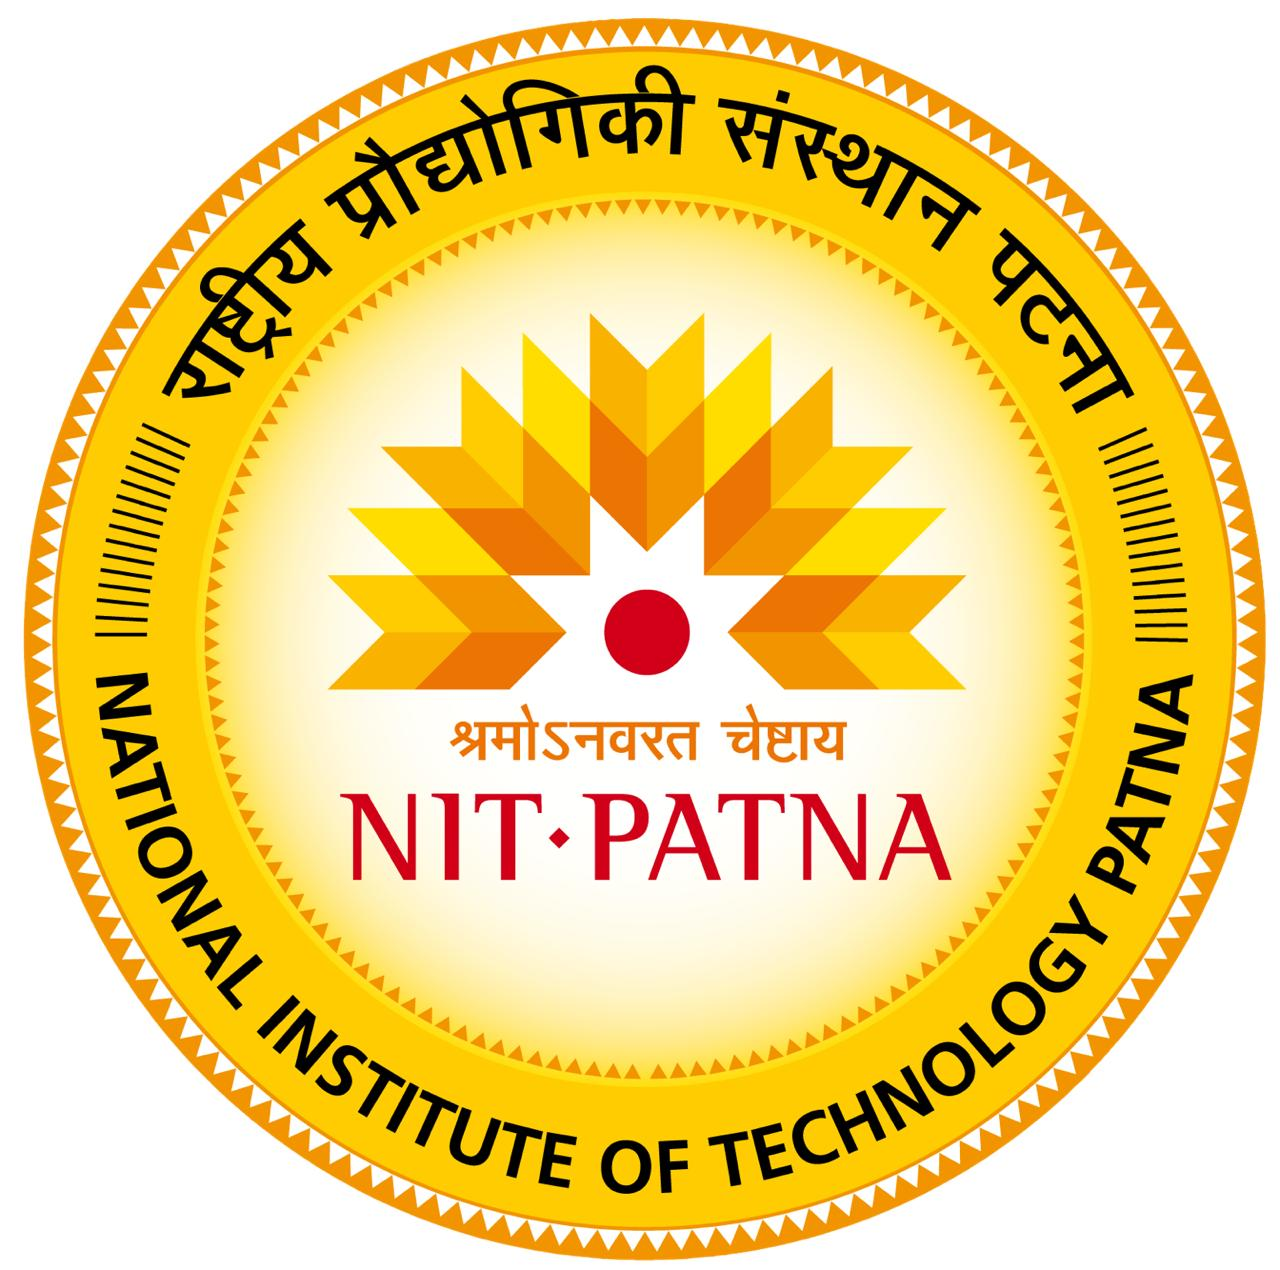 राष्ट्रीय प्रौद्योगिकी संस्थान पटना
श्रमोऽनवरत चेष्टाय
NIT·PATNA
NATIONAL INSTITUTE OF TECHNOLOGY PATNA